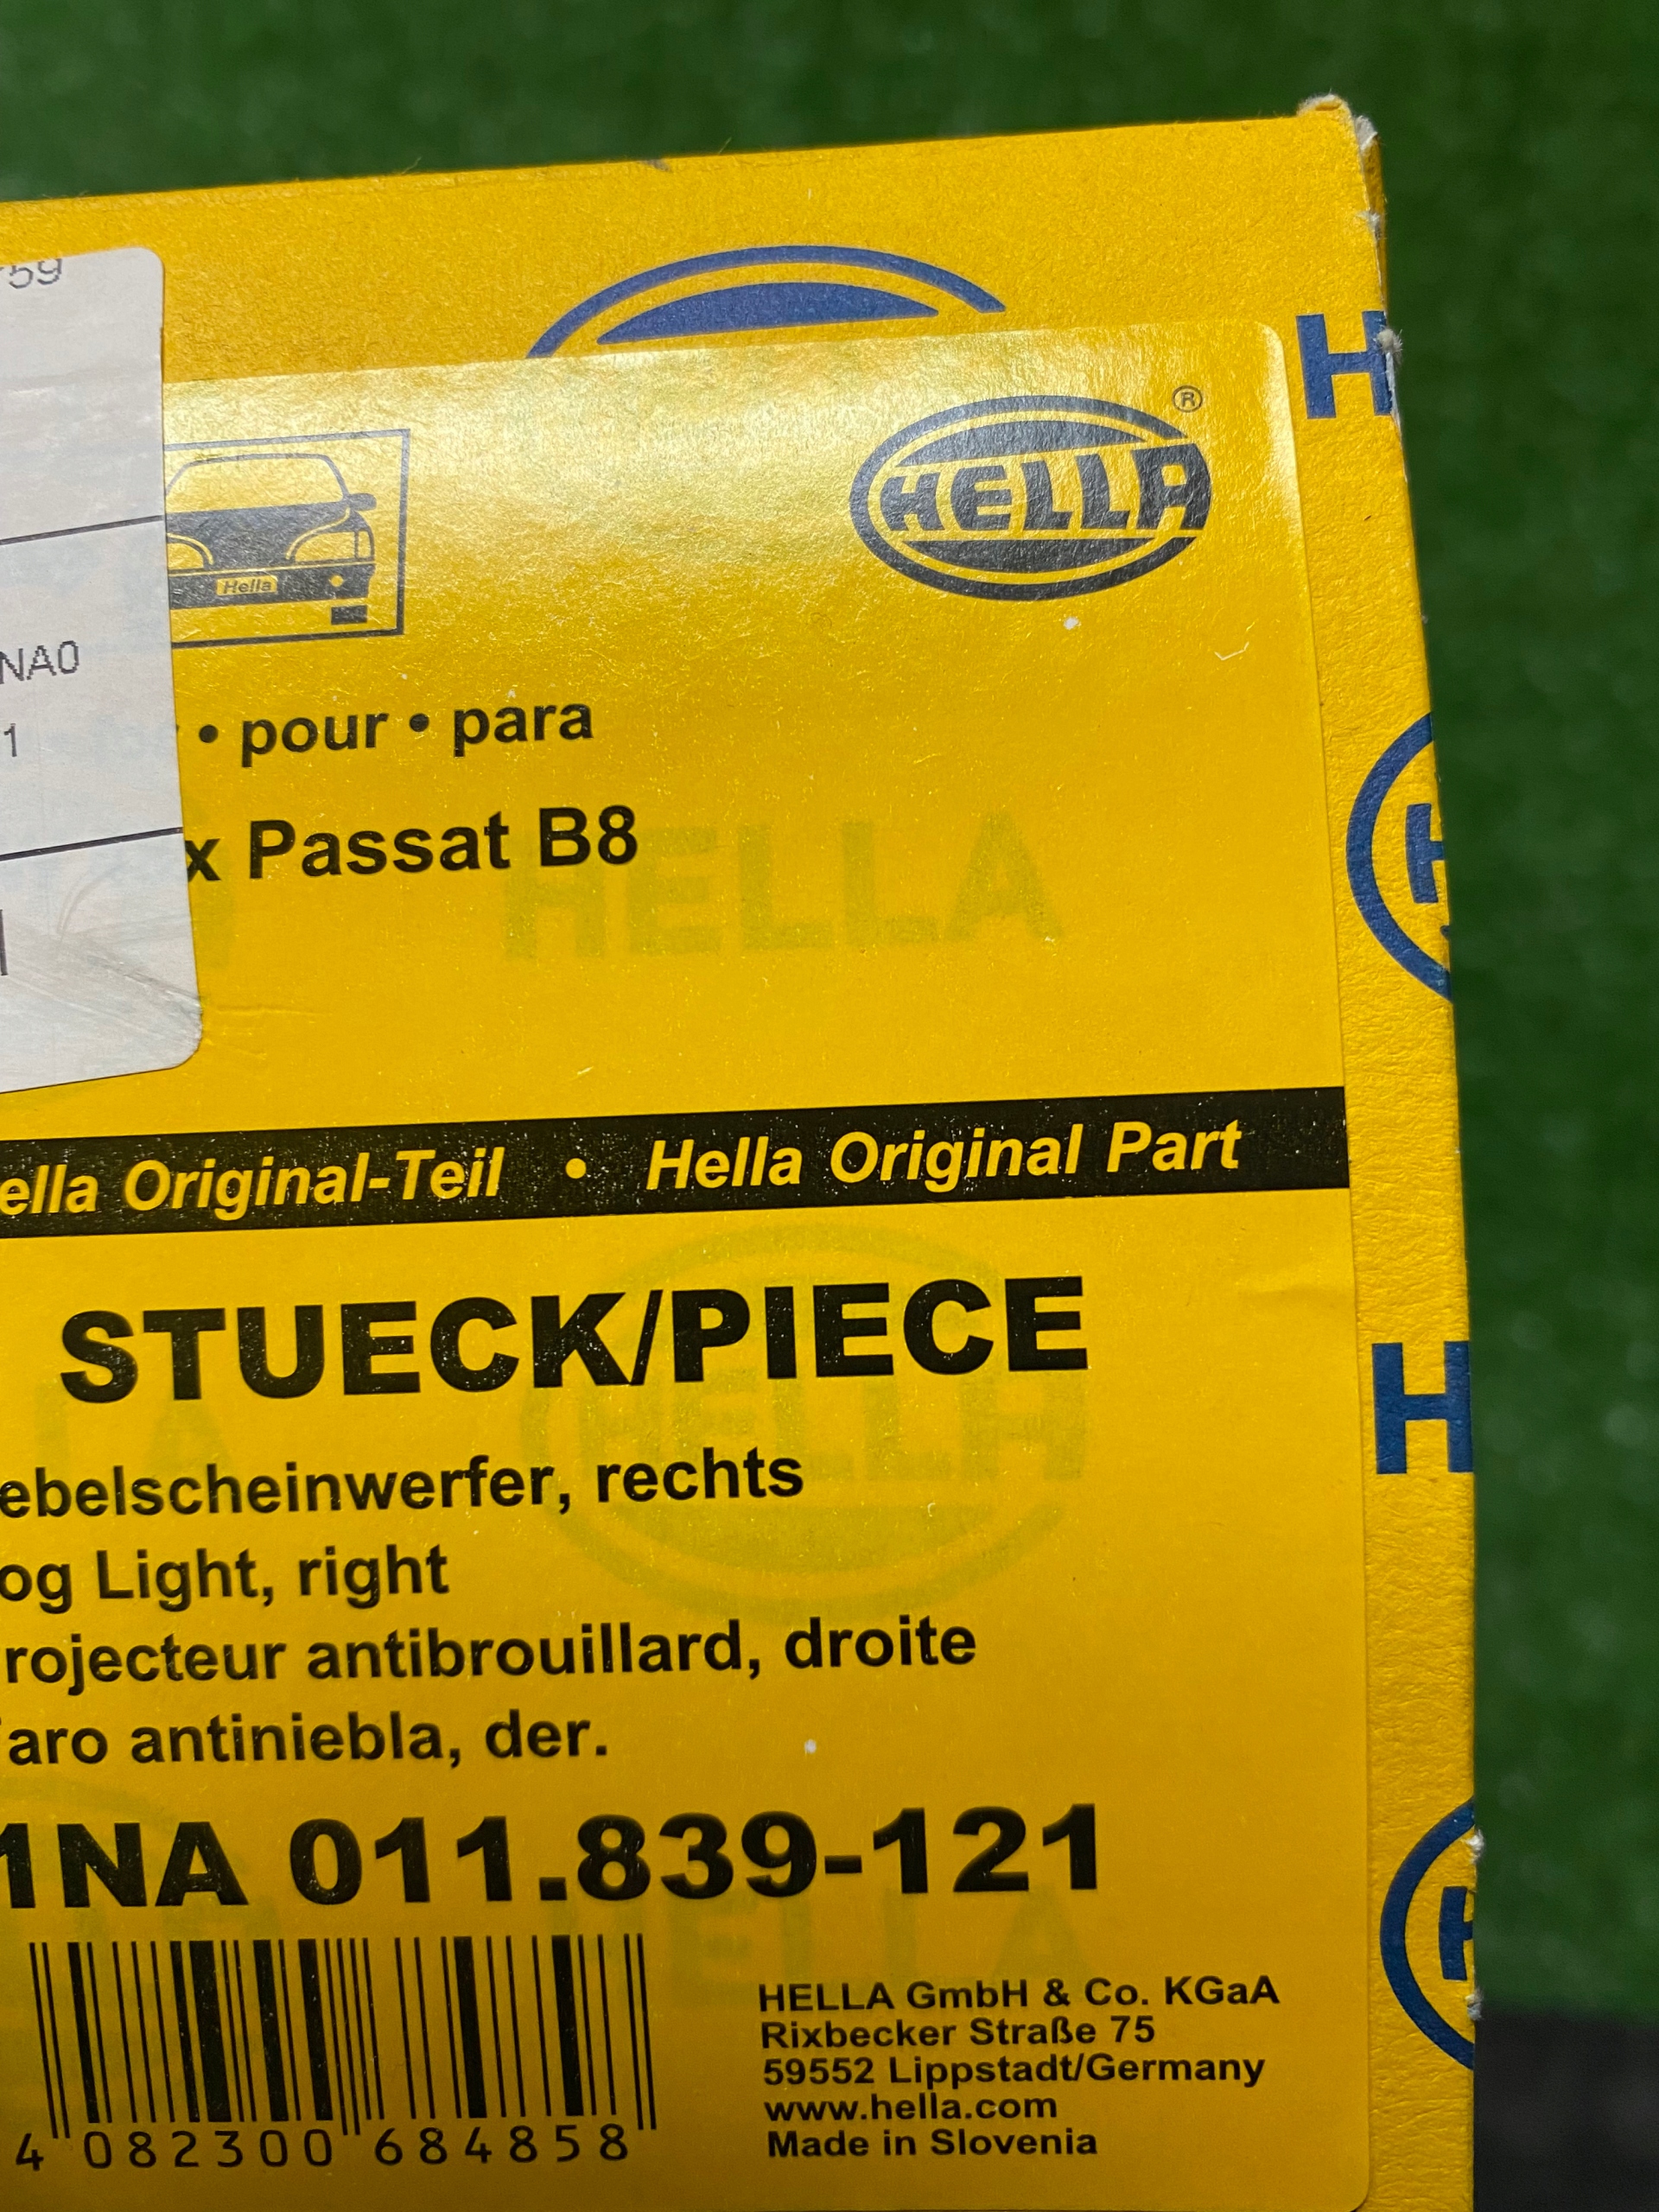 59
HELLA ®
Hella
NA0
1
• pour • para
x Passat B8
HELLA
ella Original-Teil • Hella Original Part
STUECK/PIECE
HELLA
ebelscheinwerfer, rechts
og Light, right
rojecteur antibrouillard, droite
aro antiniebla, der.
1NA 011.839-121
HELLA GmbH & Co. KGaA
Rixbecker Straße 75
59552 Lippstadt/Germany
www.hella.com
Made in Slovenia
4 082300 684858
H
H
H
H